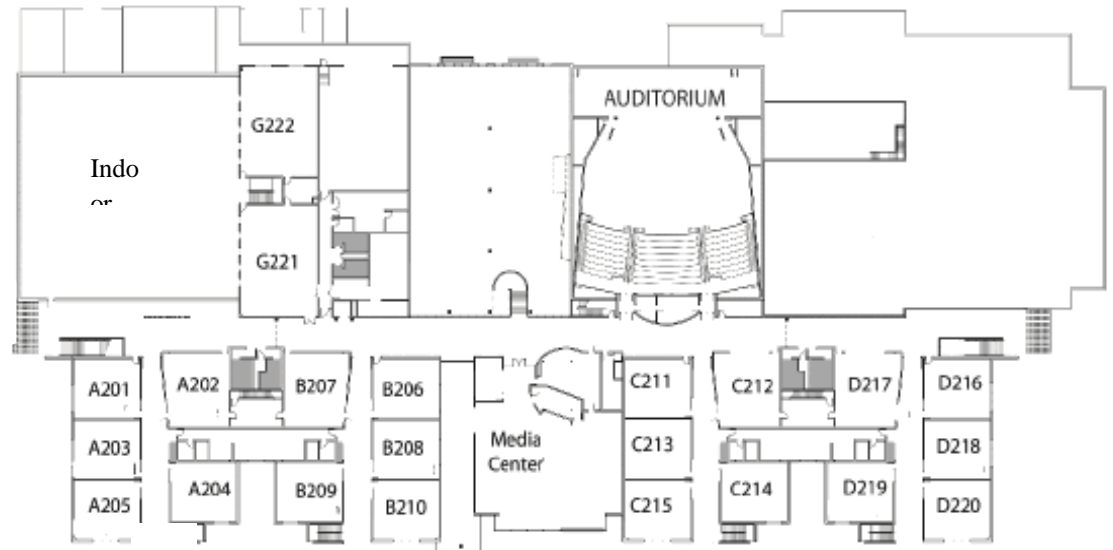 AUDITORIUM
G222
Indo
G221
A201
A202
B207
B206
C211
C212
D217
D216
A203
B208
Media
Center
C213
D218
A205
A204
B209
B210
C215
C214
D219
D220